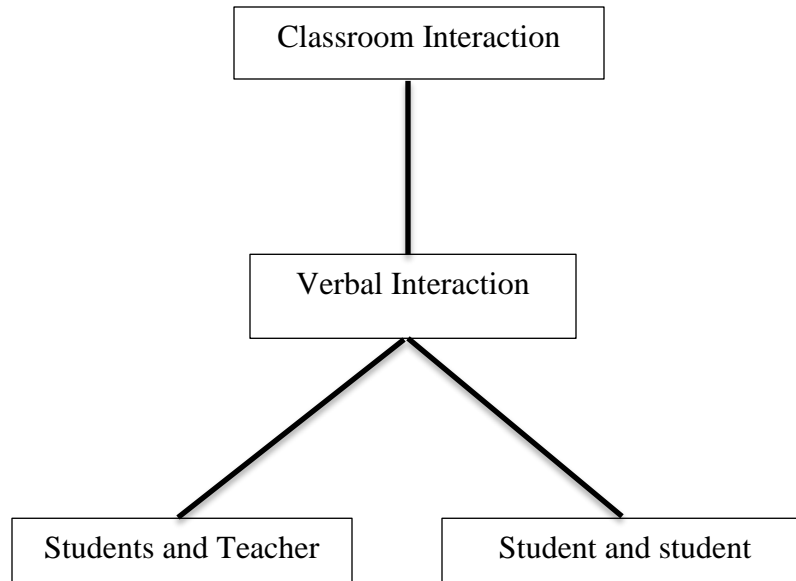 Classroom Interaction
Verbal Interaction
Students and Teacher
Student and student